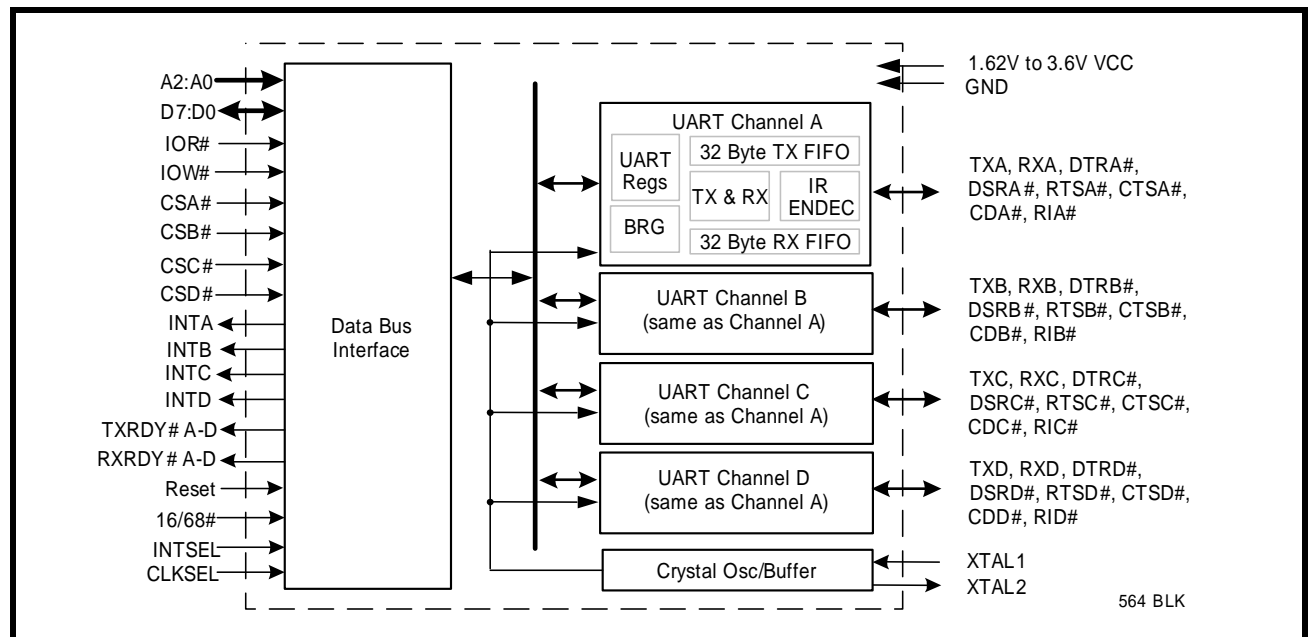 A2:A0
D7:D0
IOR#
IOW#
CSA#
CSB#
CSC#
CSD#
INTA
INTB
INTC
INTD
TXRDY# A-D
RXRDY# A-D
Reset
16/68#
INTSEL
CLKSEL
Data Bus
Interface
UART Channel A
UART
Regs
BRG
32 Byte TX FIFO
TX & RX
IR
ENDEC
32 Byte RX FIFO
UART Channel B
(same as Channel A)
UART Channel C
(same as Channel A)
UART Channel D
(same as Channel A)
Crystal Osc/Buffer
1.62V to 3.6V VCC
GND
TXA, RXA, DTRA#,
DSRA#, RTSA#, CTSA#,
CDA#, RIA#
TXB, RXB, DTRB#,
DSRB#, RTSB#, CTSB#,
CDB#, RIB#
TXC, RXC, DTRC#,
DSRC#, RTSC#, CTSC#,
CDC#, RIC#
TXD, RXD, DTRD#,
DSRD#, RTSD#, CTSD#,
CDD#, RID#
XTAL1
XTAL2
564 BLK